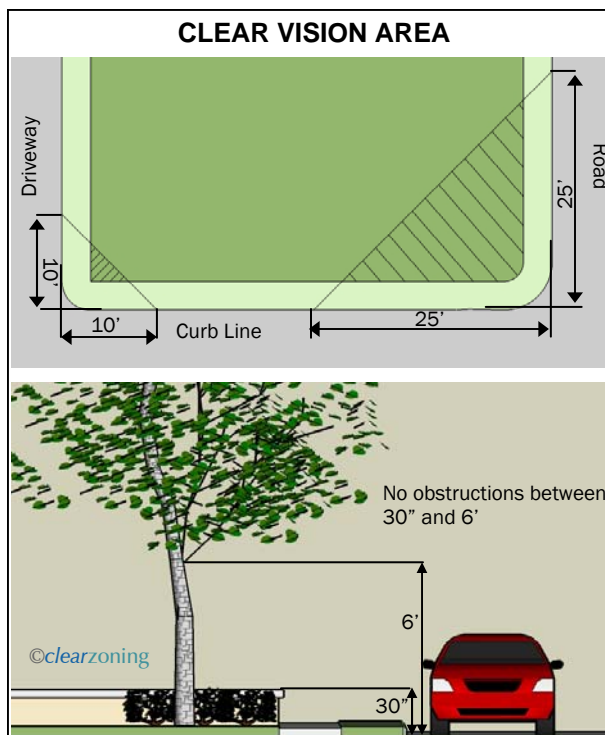 CLEAR VISION AREA
Driveway
Road
10’
25’
10’
Curb Line
25’
No obstructions between
30” and 6’
6’
©clearzoning
30”